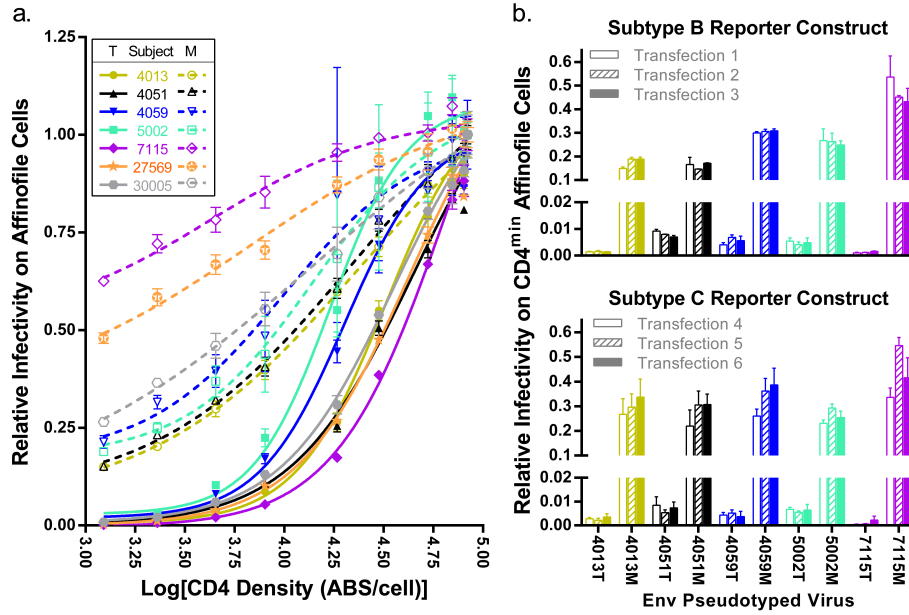 a.
Relative Infectivity on Affinofile Cells
1.25
1.00
0.75
0.50
0.25
0.00
T Subject M
4013
4051
4059
5002
7115
27569
30005
3.00
3.25
3.50
3.75
4.00
4.25
4.50
4.75
5.00
Log[CD4 Density (ABS/cell)]
b.
Relative Infectivity on CD4min Affinofile Cells
Subtype B Reporter Construct
0.6
0.5
0.4
0.3
0.2
0.1
0.02
0.01
0.00
Transfection 1
Transfection 2
Transfection 3
Subtype C Reporter Construct
0.6
0.5
0.4
0.3
0.2
0.1
0.02
0.01
0.00
Transfection 4
Transfection 5
Transfection 6
4013T
4013M
4051T
4051M
4059T
4059M
5002T
5002M
7115T
7115M
Env Pseudotyped Virus